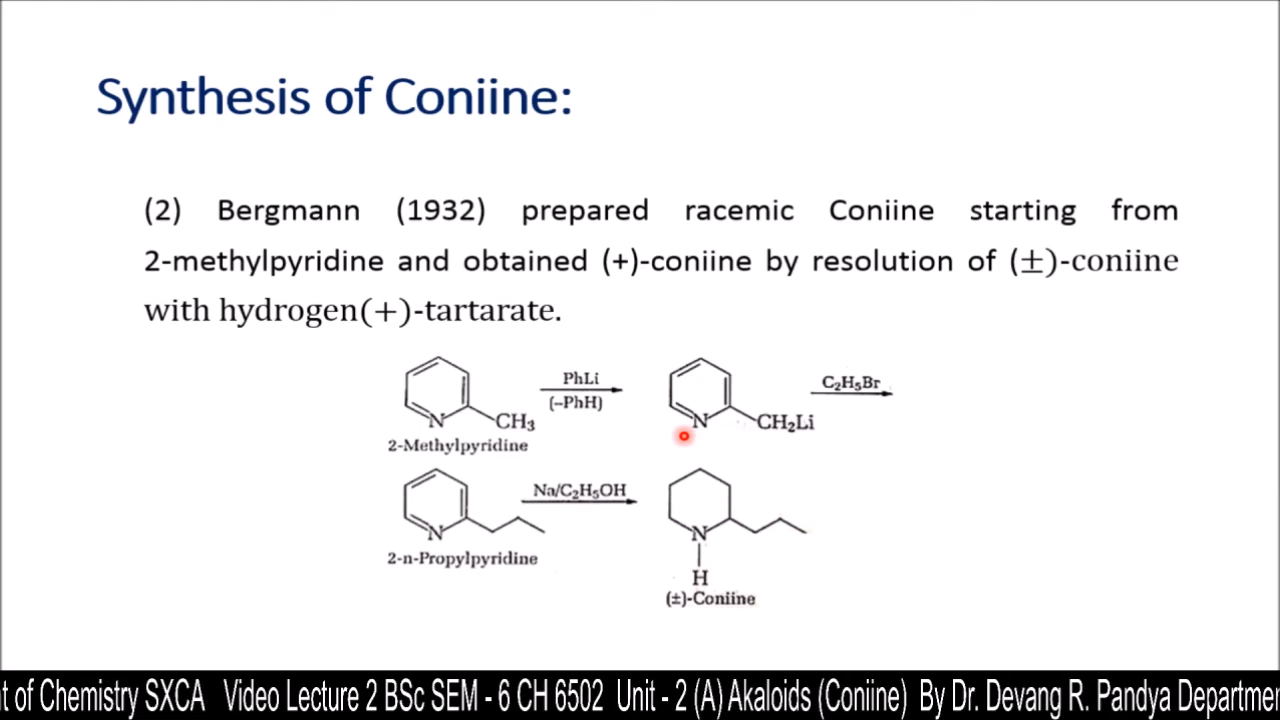 Synthesis of Coniine:
(2) Bergmann (1932) prepared racemic Coniine starting from
2-methylpyridine and obtained (+)-coniine by resolution of (±)-coniine
with hydrogen(+)-tartarate.
PhLi
(–PhH)
C₂H₅Br
N
CH₃
N
CH₂Li
2-Methylpyridine
Na/C₂H₅OH
N
N
2-n-Propylpyridine
H
(±)-Coniine
t of Chemistry SXCA Video Lecture 2 BSc SEM - 6 CH 6502 Unit - 2 (A) Akaloids (Coniine) By Dr. Devang R. Pandya Departmen